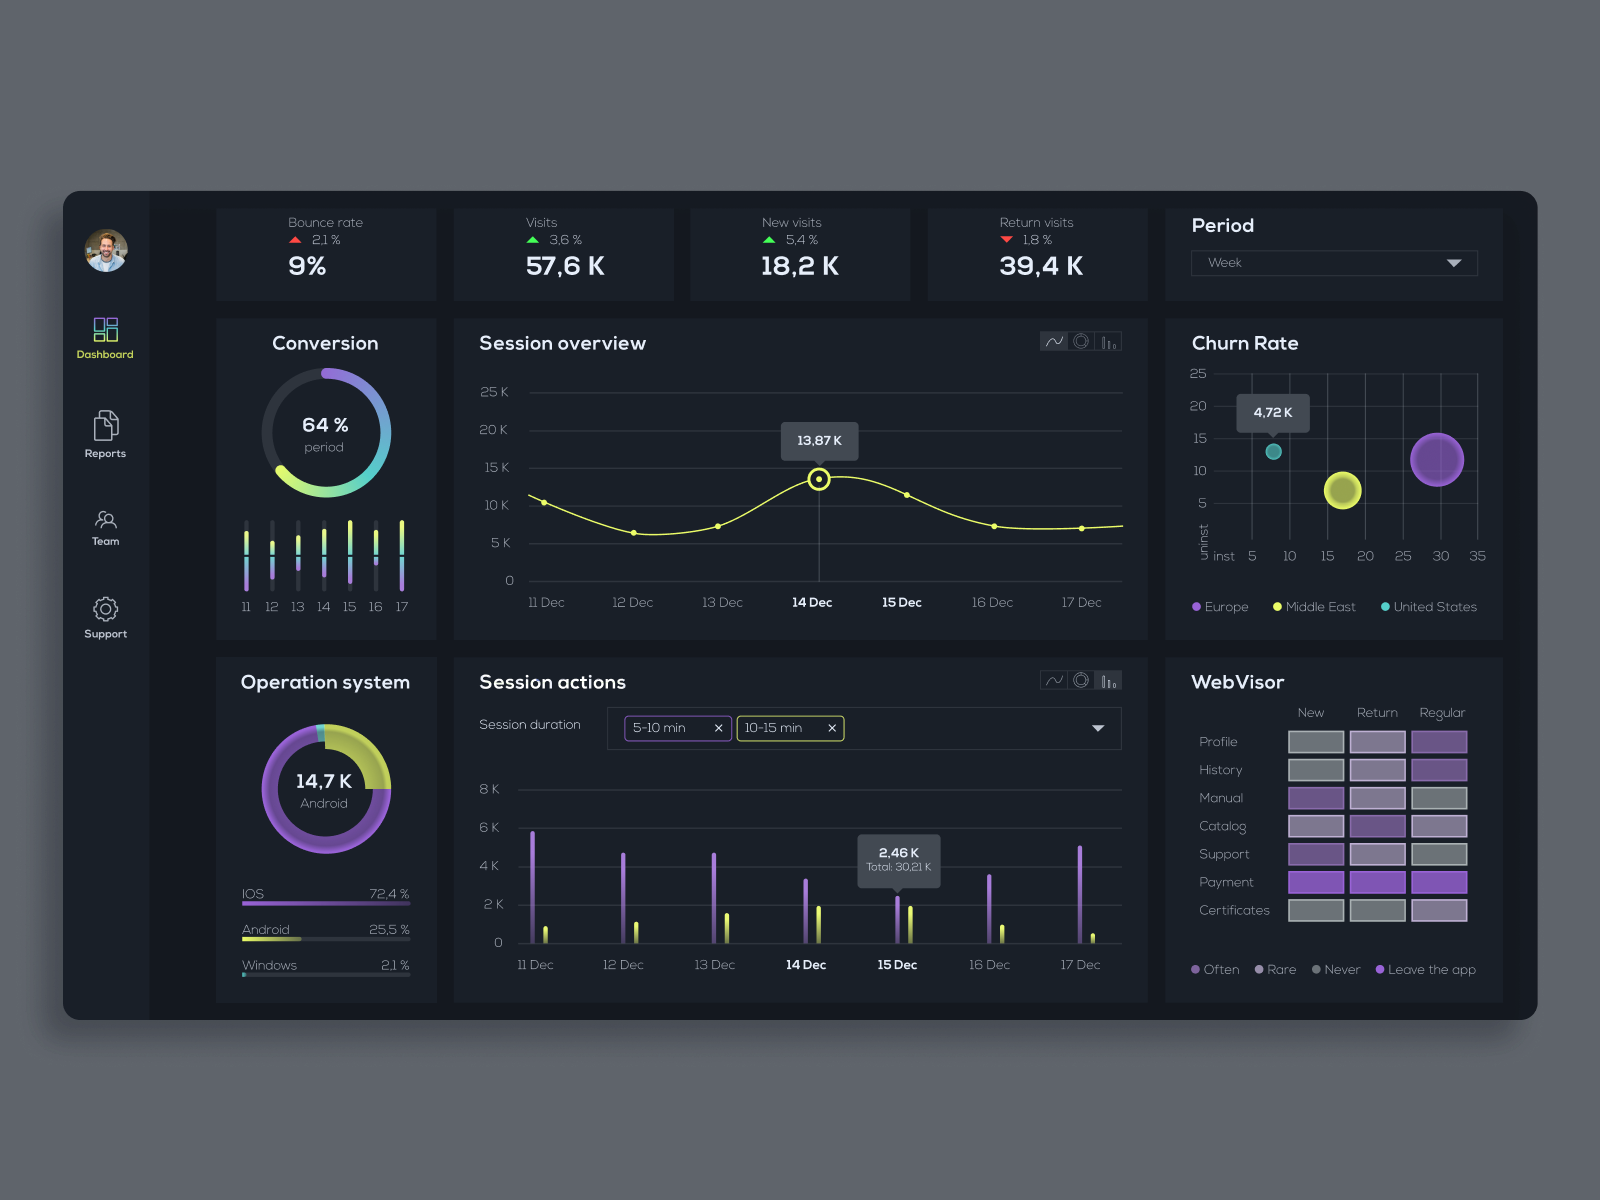 Dashboard
Reports
Team
Support
Bounce rate
2,1 %
9%
Visits
3,6 %
57,6 K
New visits
5,4 %
18,2 K
Return visits
1,8 %
39,4 K
Period
Week
Conversion
64 %
period
11 12 13 14 15 16 17
Session overview
25 K
20 K
15 K
10 K
5 K
0
13,87 K
11 Dec 12 Dec 13 Dec 14 Dec 15 Dec 16 Dec 17 Dec
Churn Rate
25
20
15
10
5
4,72 K
uninst
inst 5 10 15 20 25 30 35
Europe Middle East United States
Operation system
14,7 K
Android
IOS 72,4 %
Android 25,5 %
Windows 2,1 %
Session actions
Session duration
5-10 min ×
10-15 min ×
8 K
6 K
4 K
2 K
0
2,46 K
Total: 30,21 K
11 Dec 12 Dec 13 Dec 14 Dec 15 Dec 16 Dec 17 Dec
WebVisor
New Return Regular
Profile
History
Manual
Catalog
Support
Payment
Certificates
Often Rare Never Leave the app